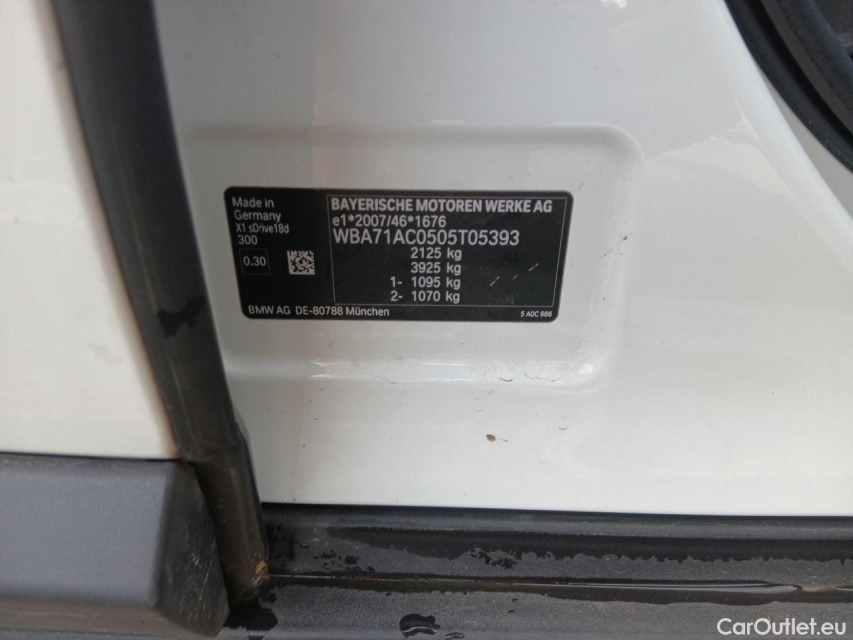 Made in
Germany
X1 sDrive18d
300
0.30
BAYERISCHE MOTOREN WERKE AG
e1*2007/46*1676
WBA71AC0505T05393
2125 kg
3925 kg
1- 1095 kg
2- 1070 kg
BMW AG DE-80788 München
5 A0C 986
CarOutlet.eu